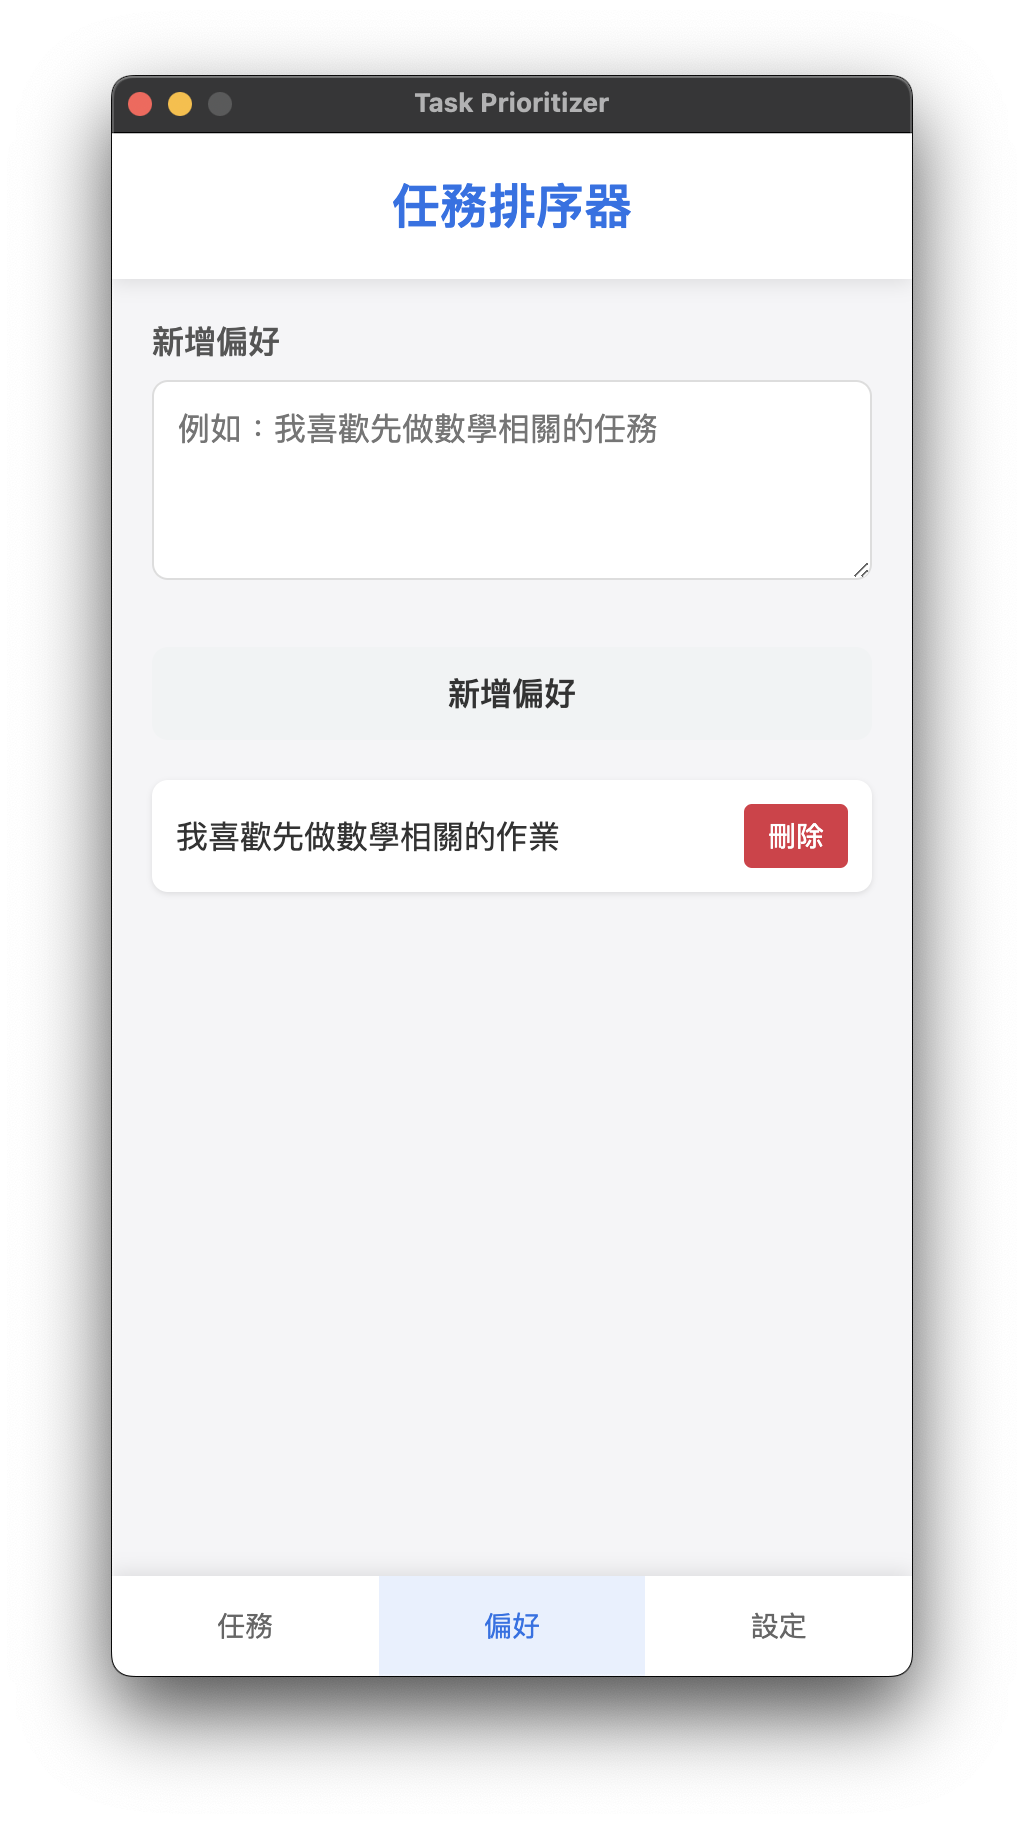 Task Prioritizer
任務排序器
新增偏好
例如：我喜歡先做數學相關的任務
新增偏好
我喜歡先做數學相關的作業
刪除
任務
偏好
設定